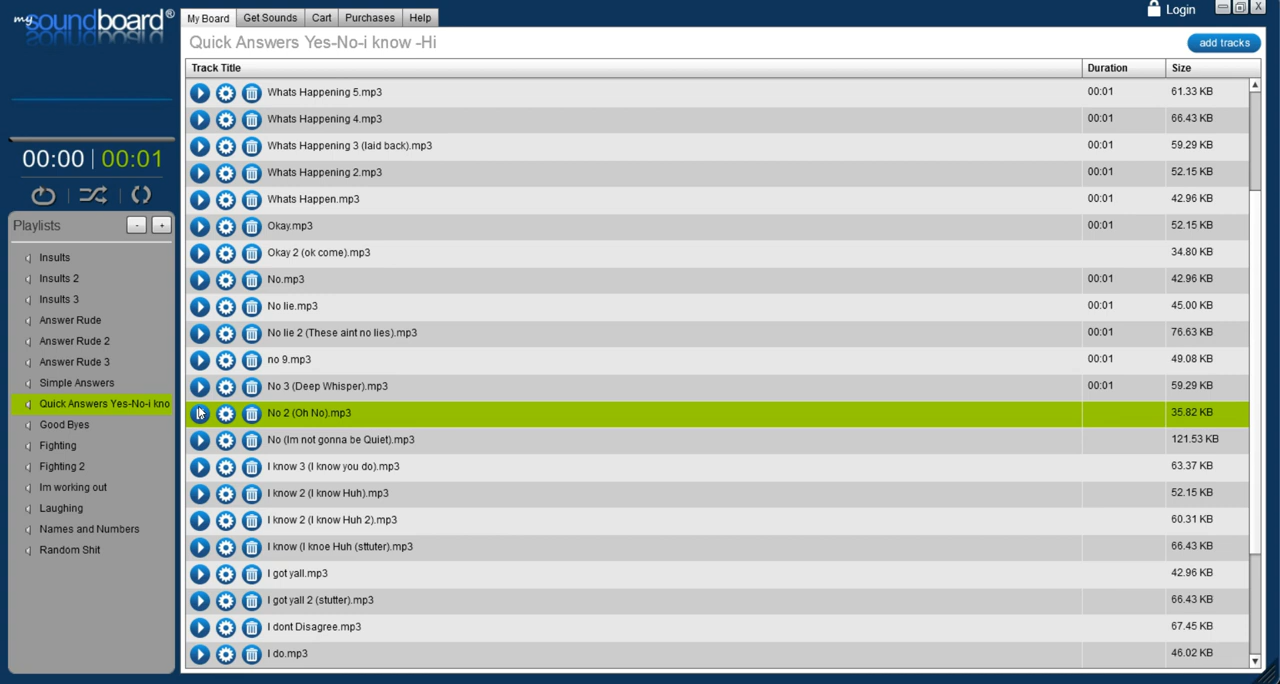 mysoundboard®
My Board Get Sounds Cart Purchases Help
Login
X
Quick Answers Yes-No-i know -Hi
add tracks
Track Title Duration Size
Whats Happening 5.mp3 00:01 61.33 KB
Whats Happening 4.mp3 00:01 66.43 KB
Whats Happening 3 (laid back).mp3 00:01 59.29 KB
Whats Happening 2.mp3 00:01 52.15 KB
Whats Happen.mp3 00:01 42.96 KB
Okay.mp3 00:01 52.15 KB
Okay 2 (ok come).mp3 34.80 KB
No.mp3 00:01 42.96 KB
No lie.mp3 00:01 45.00 KB
No lie 2 (These aint no lies).mp3 00:01 76.63 KB
no 9.mp3 00:01 49.08 KB
No 3 (Deep Whisper).mp3 00:01 59.29 KB
No 2 (Oh No).mp3 35.82 KB
No (Im not gonna be Quiet).mp3 121.53 KB
I know 3 (I know you do).mp3 63.37 KB
I know 2 (I know Huh).mp3 52.15 KB
I know 2 (I know Huh 2).mp3 60.31 KB
I know (I knoe Huh (sttuter).mp3 66.43 KB
I got yall.mp3 42.96 KB
I got yall 2 (stutter).mp3 66.43 KB
I dont Disagree.mp3 67.45 KB
I do.mp3 46.02 KB
00:00 | 00:01
Playlists - +
Insults
Insults 2
Insults 3
Answer Rude
Answer Rude 2
Answer Rude 3
Simple Answers
Quick Answers Yes-No-i kno
Good Byes
Fighting
Fighting 2
Im working out
Laughing
Names and Numbers
Random Shit